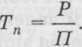 Tₙ = Р/П.